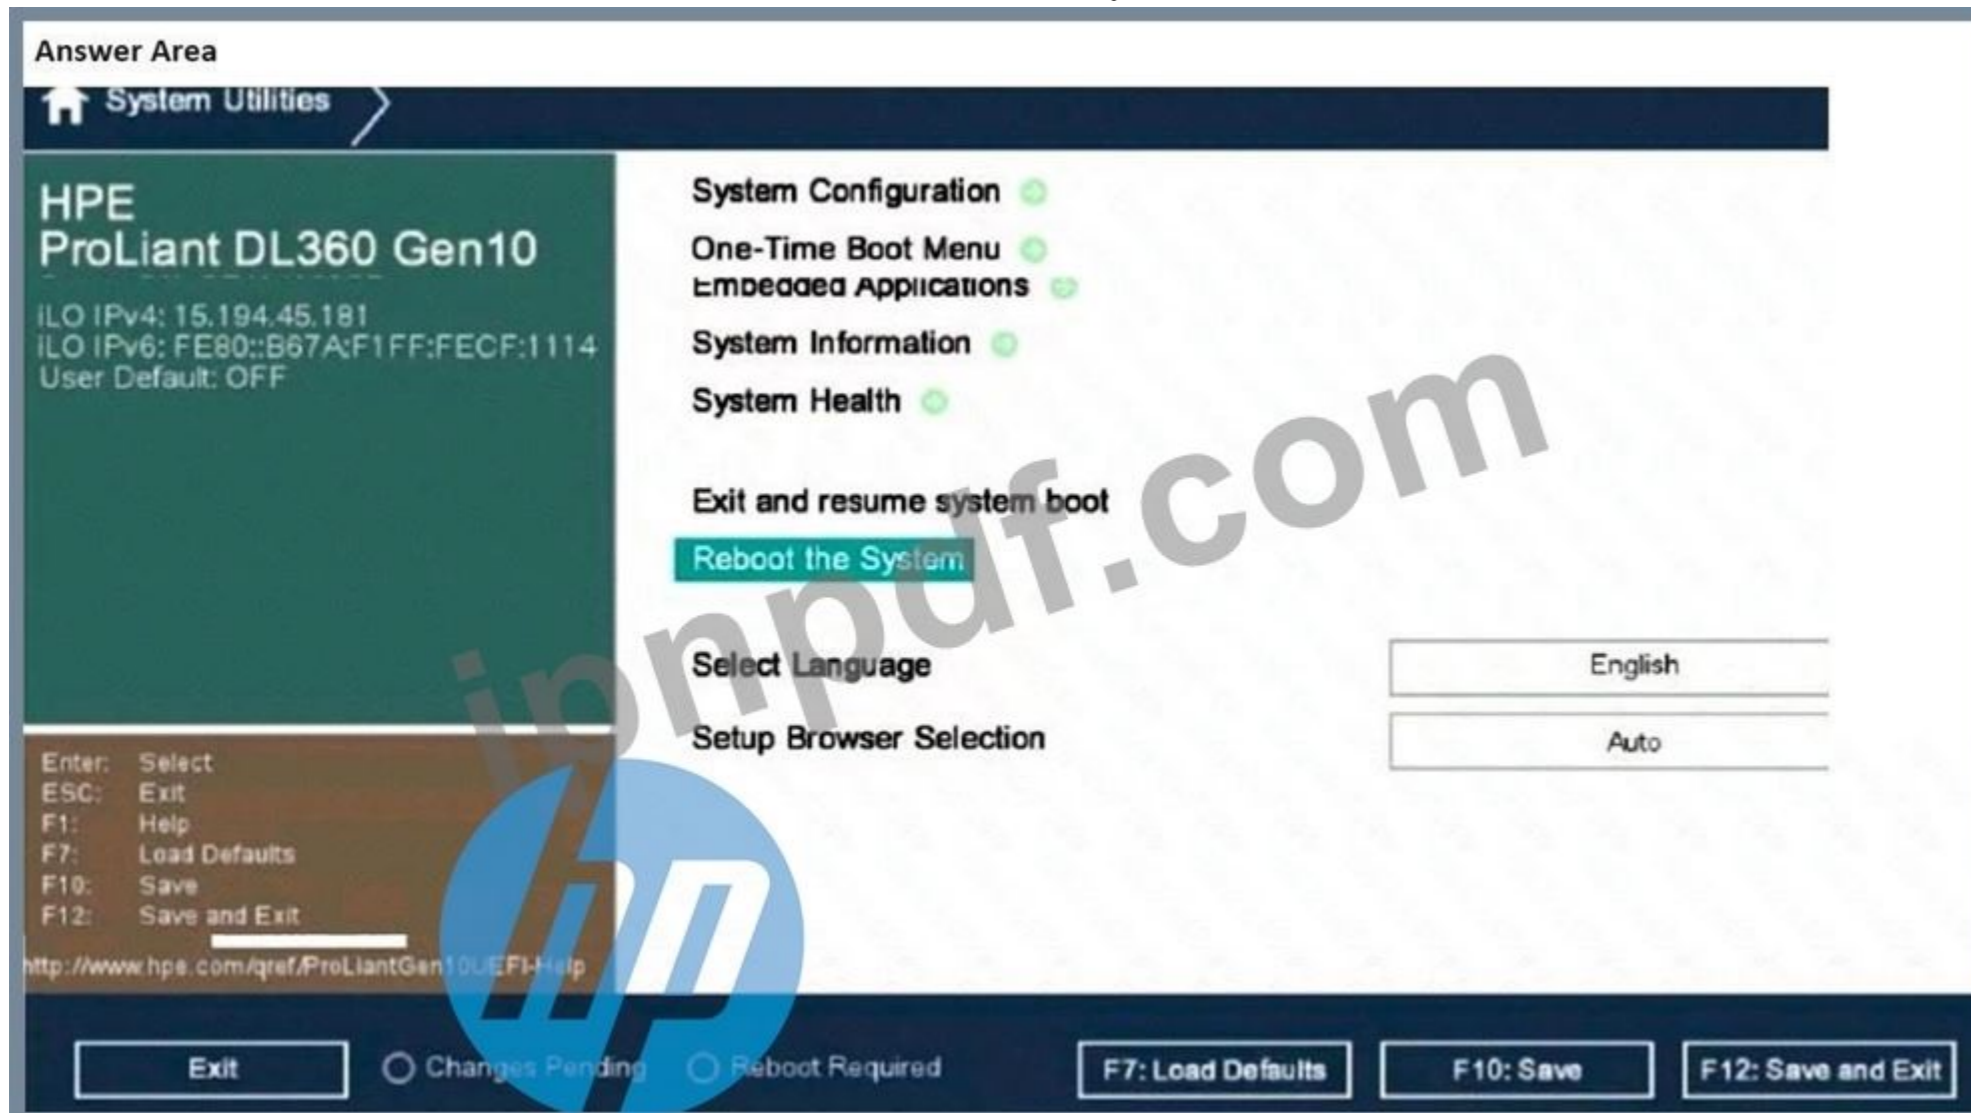 Answer Area
System Utilities
HPE
ProLiant DL360 Gen10
iLO IPv4: 15.194.45.181
iLO IPv6: FE80::B67A:F1FF:FECF:1114
User Default: OFF
System Configuration
One-Time Boot Menu
Embedded Applications
System Information
System Health
Exit and resume system boot
Reboot the System
Select Language English
Setup Browser Selection Auto
Enter: Select
ESC: Exit
F1: Help
F7: Load Defaults
F10: Save
F12: Save and Exit
http://www.hpe.com/qref/ProLiantGen10UEFI-Help
Exit Changes Pending Reboot Required F7: Load Defaults F10: Save F12: Save and Exit
ipnpdf.com
hp